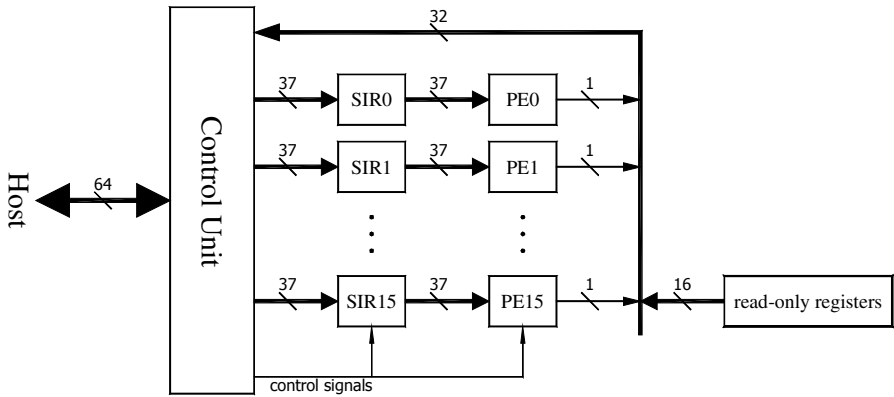 32
37
SIR0
37
PE0
1
Host
64
Control Unit
37
SIR1
37
PE1
1
37
SIR15
37
PE15
1
16
read-only registers
control signals